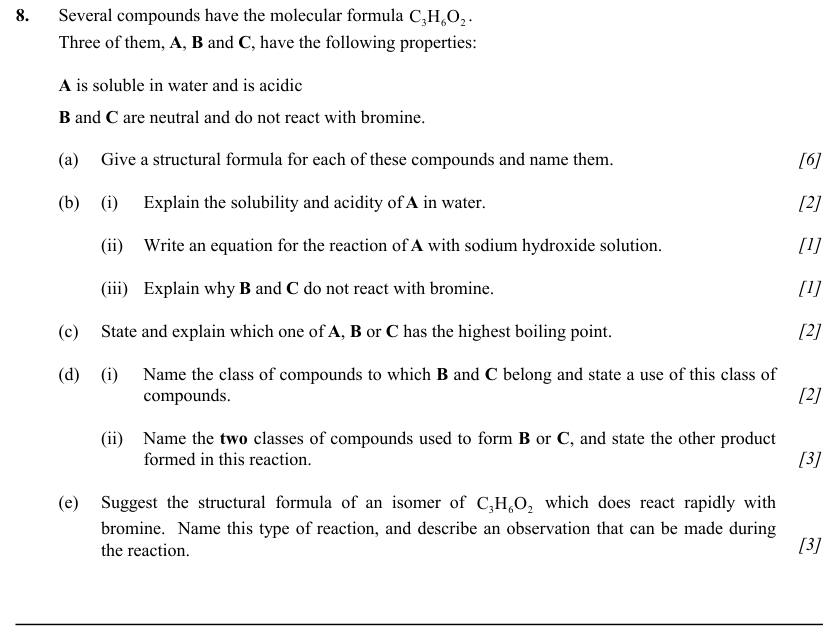 8. Several compounds have the molecular formula C₃H₆O₂.
Three of them, A, B and C, have the following properties:
A is soluble in water and is acidic
B and C are neutral and do not react with bromine.
(a) Give a structural formula for each of these compounds and name them. [6]
(b) (i) Explain the solubility and acidity of A in water. [2]
(ii) Write an equation for the reaction of A with sodium hydroxide solution. [1]
(iii) Explain why B and C do not react with bromine. [1]
(c) State and explain which one of A, B or C has the highest boiling point. [2]
(d) (i) Name the class of compounds to which B and C belong and state a use of this class of
compounds. [2]
(ii) Name the two classes of compounds used to form B or C, and state the other product
formed in this reaction. [3]
(e) Suggest the structural formula of an isomer of C₃H₆O₂ which does react rapidly with
bromine. Name this type of reaction, and describe an observation that can be made during
the reaction. [3]